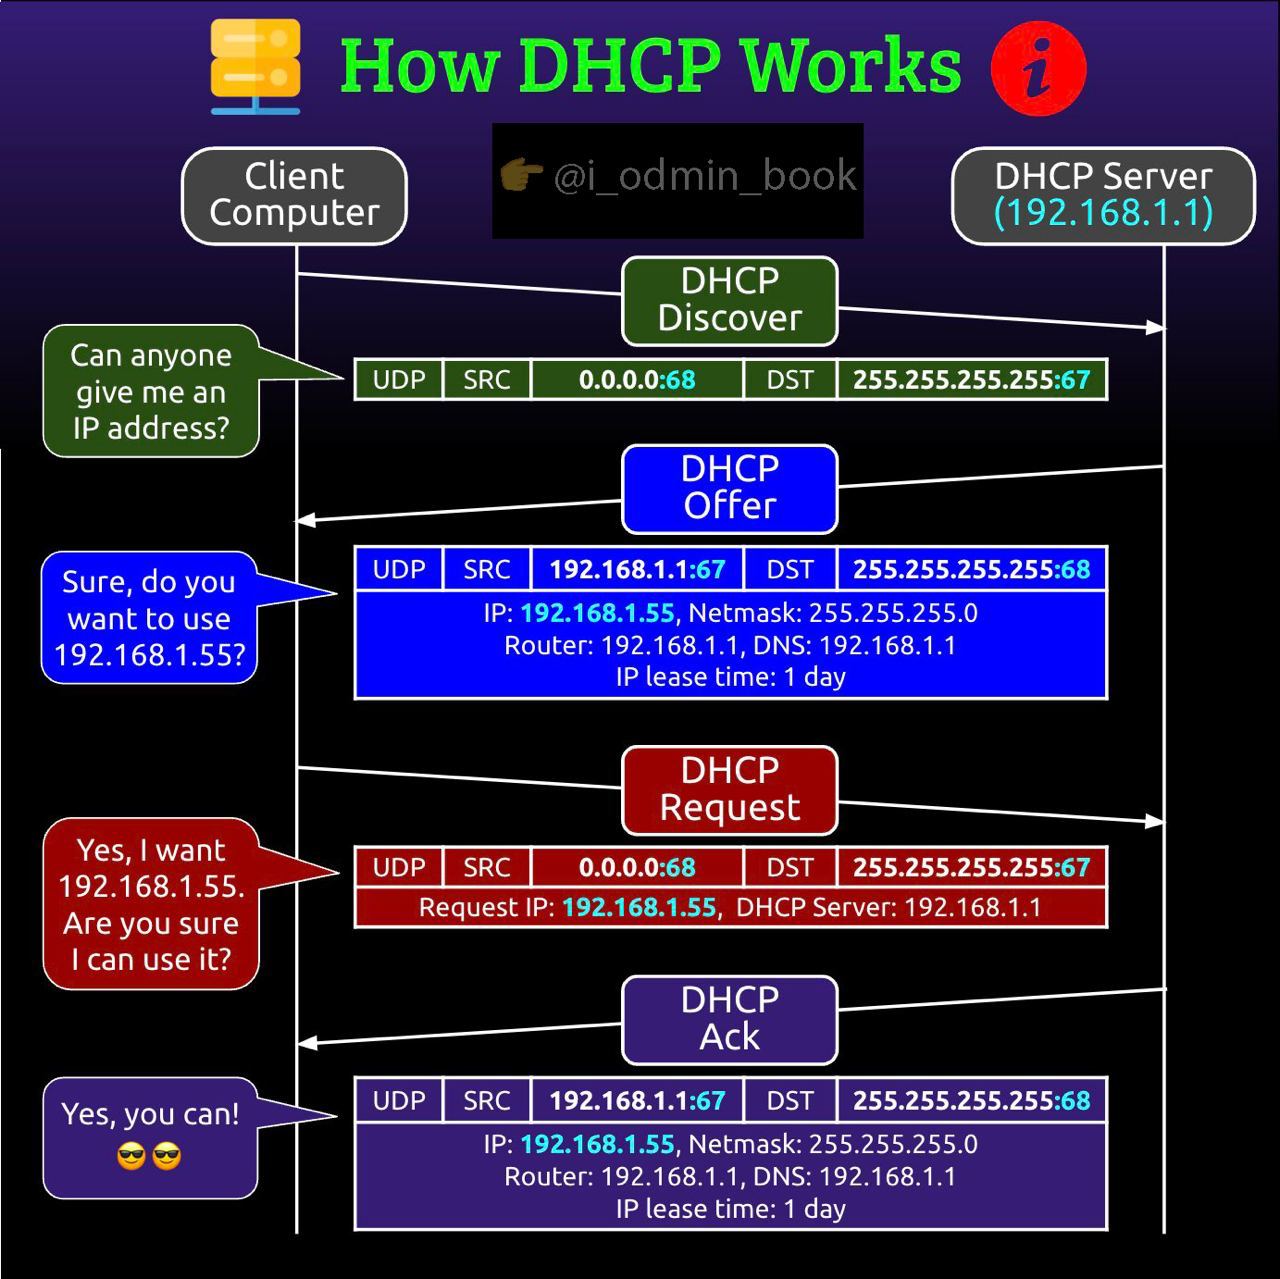 How DHCP Works
i
@i_odmin_book
Client
Computer
DHCP Server
(192.168.1.1)
DHCP
Discover
Can anyone
give me an
IP address?
UDP SRC 0.0.0.0:68 DST 255.255.255.255:67
DHCP
Offer
Sure, do you
want to use
192.168.1.55?
UDP SRC 192.168.1.1:67 DST 255.255.255.255:68
IP: 192.168.1.55, Netmask: 255.255.255.0
Router: 192.168.1.1, DNS: 192.168.1.1
IP lease time: 1 day
DHCP
Request
Yes, I want
192.168.1.55.
Are you sure
I can use it?
UDP SRC 0.0.0.0:68 DST 255.255.255.255:67
Request IP: 192.168.1.55, DHCP Server: 192.168.1.1
DHCP
Ack
Yes, you can!
UDP SRC 192.168.1.1:67 DST 255.255.255.255:68
IP: 192.168.1.55, Netmask: 255.255.255.0
Router: 192.168.1.1, DNS: 192.168.1.1
IP lease time: 1 day